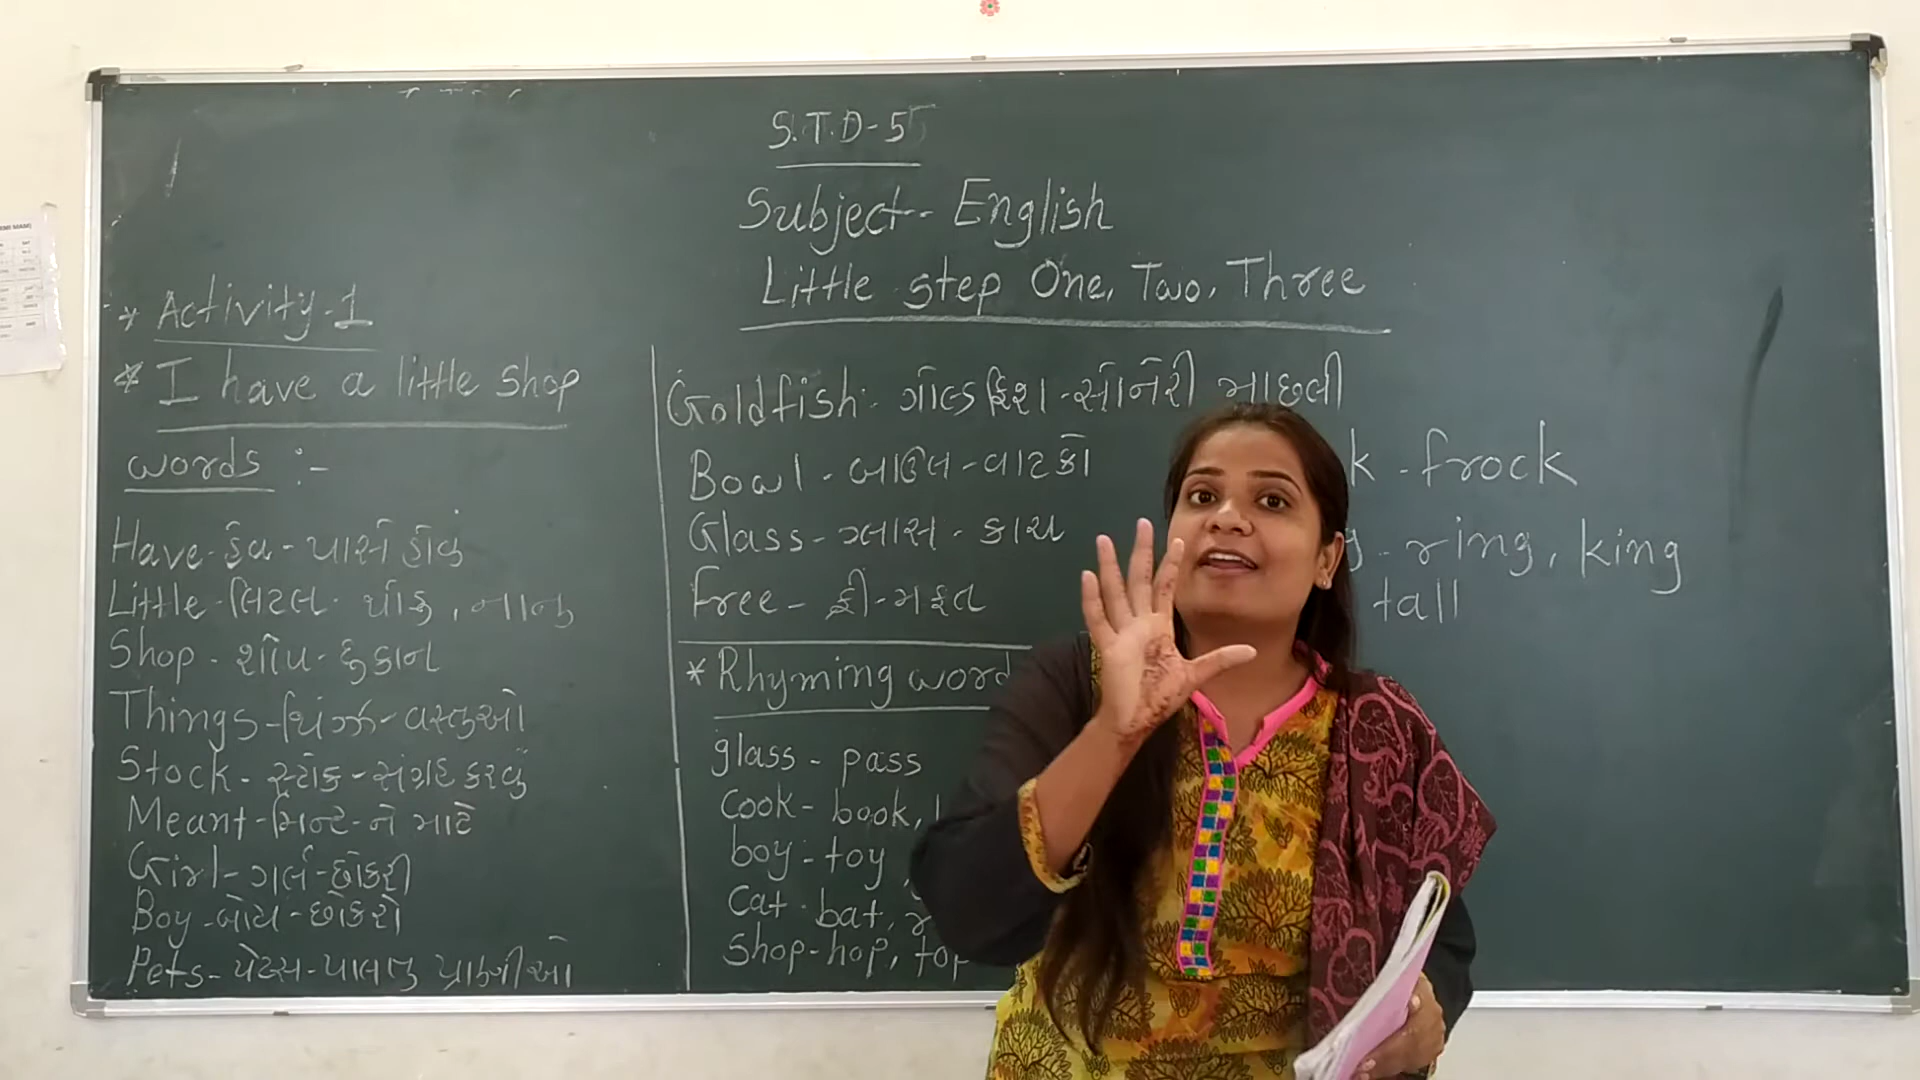 S.T.D-5
Subject- English
Little step One, Two, Three
* Activity-1
* I have a little shop
words :-
Have-હેવ-પાસે હોવું
Little-લિટલ-થોડુ, નાનુ
Shop-શોપ-દુકાન
Things-થિંગ્ઝ-વસ્તુઓ
Stock-સ્ટોક-સંગ્રહ કરવું
Meant-મિન્ટ-ને માટે
Girl-ગર્લ-છોકરી
Boy-બોય-છોકરો
Pets-પેટ્સ-પાલતુ પ્રાણીઓ
Goldfish-ગોલ્ડફિશ-સોનેરી માછલી
Bowl-બાઉલ-વાટકો
Glass-ગ્લાસ-કાચ
Free-ફ્રી-મફત
* Rhyming word
glass - pass
Cook- book,
boy-toy
Cat-bat,
Shop-hop, top
k - frock
g - ring, king
tall